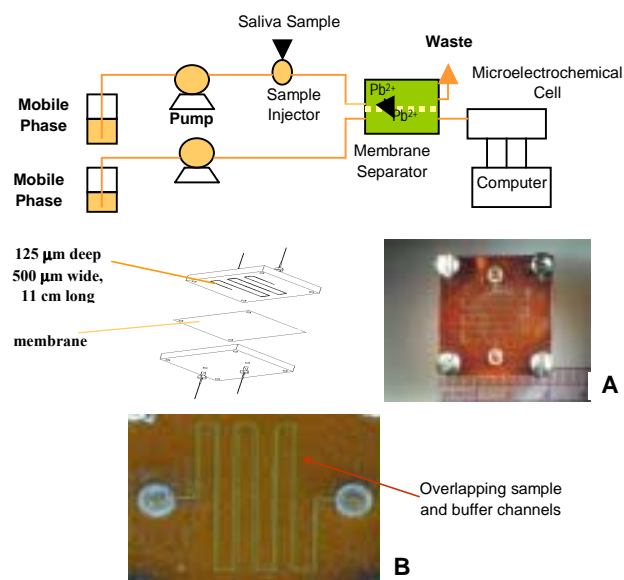 Saliva Sample
Waste
Microelectrochemical
Cell
Mobile
Phase
Pump
Sample
Injector
Pb2+
Pb2+
Membrane
Separator
Computer
Mobile
Phase
125 μm deep
500 μm wide,
11 cm long
membrane
A
Overlapping sample
and buffer channels
B